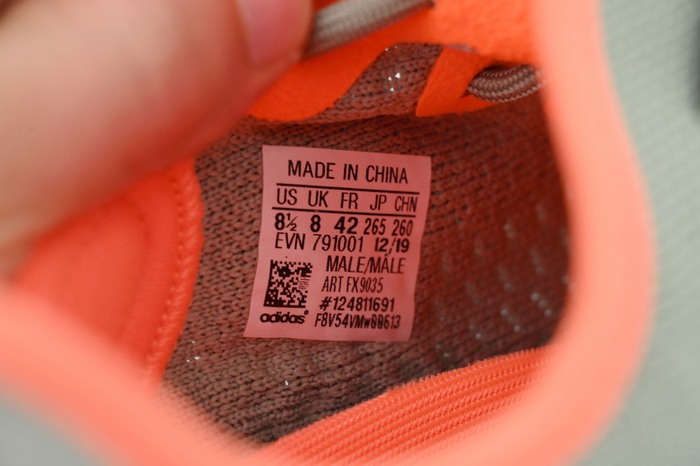 MADE IN CHINA
US UK FR JP CHN
8½ 8 42 265 260
EVN 791001 12/19
MALE/MÂLE
ART FX9035
#124811691
adidas®